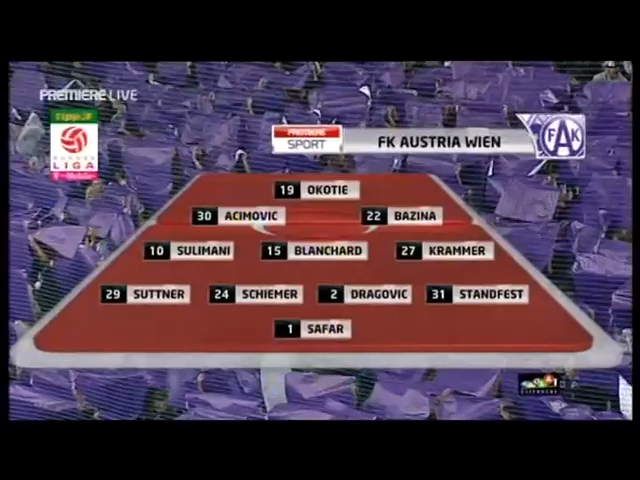 PREMIERE LIVE
BUNDES
LIGA
T-Mobile
PREMIERE
SPORT
FK AUSTRIA WIEN
FAK
19 OKOTIE
30 ACIMOVIC
22 BAZINA
10 SULIMANI
15 BLANCHARD
27 KRAMMER
29 SUTTNER
24 SCHIEMER
2 DRAGOVIC
31 STANDFEST
1 SAFAR